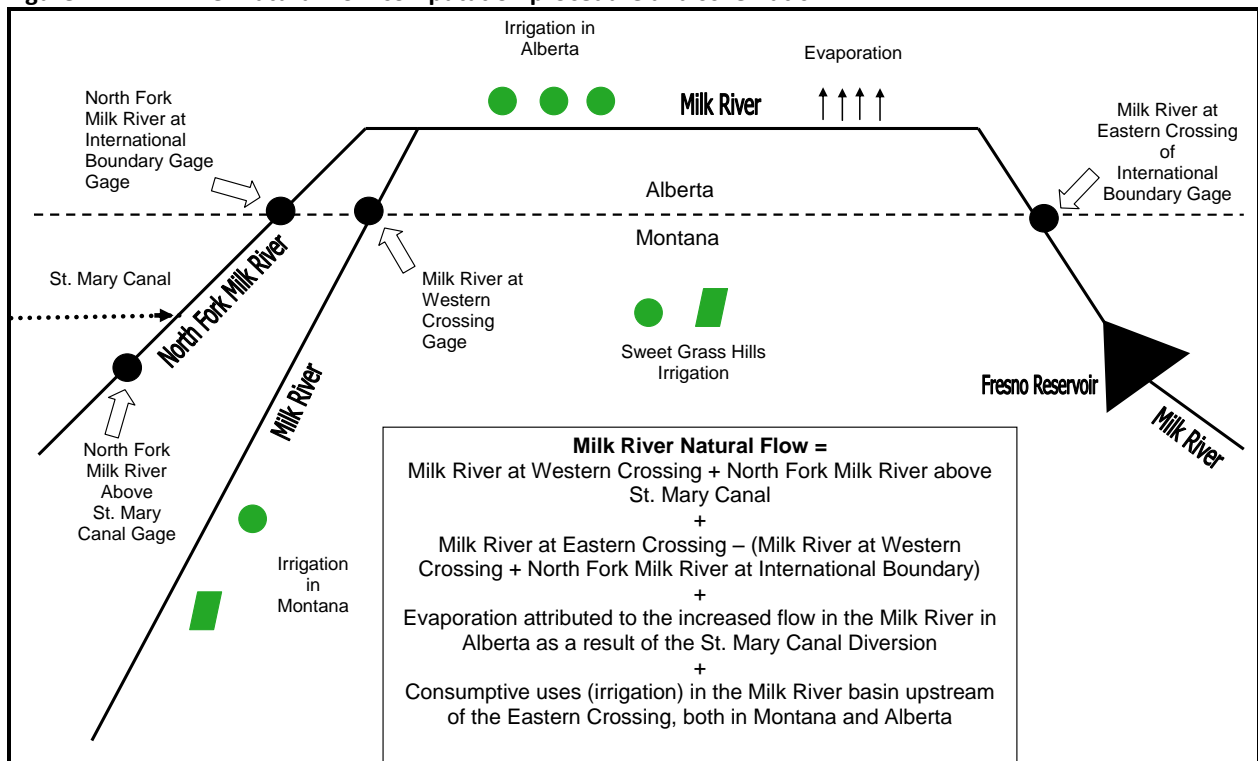 Irrigation in
Alberta
Evaporation
Milk River
North Fork
Milk River at
International
Boundary Gage
Gage
Milk River at
Eastern Crossing
of
International
Boundary Gage
Alberta
Montana
St. Mary Canal
North Fork Milk River
Milk River at
Western
Crossing
Gage
Sweet Grass Hills
Irrigation
Fresno Reservoir
Milk River
Milk River
North Fork
Milk River
Above
St. Mary
Canal Gage
Irrigation
in
Montana
Milk River Natural Flow =
Milk River at Western Crossing + North Fork Milk River above
St. Mary Canal
+
Milk River at Eastern Crossing – (Milk River at Western
Crossing + North Fork Milk River at International Boundary)
+
Evaporation attributed to the increased flow in the Milk River in
Alberta as a result of the St. Mary Canal Diversion
+
Consumptive uses (irrigation) in the Milk River basin upstream
of the Eastern Crossing, both in Montana and Alberta